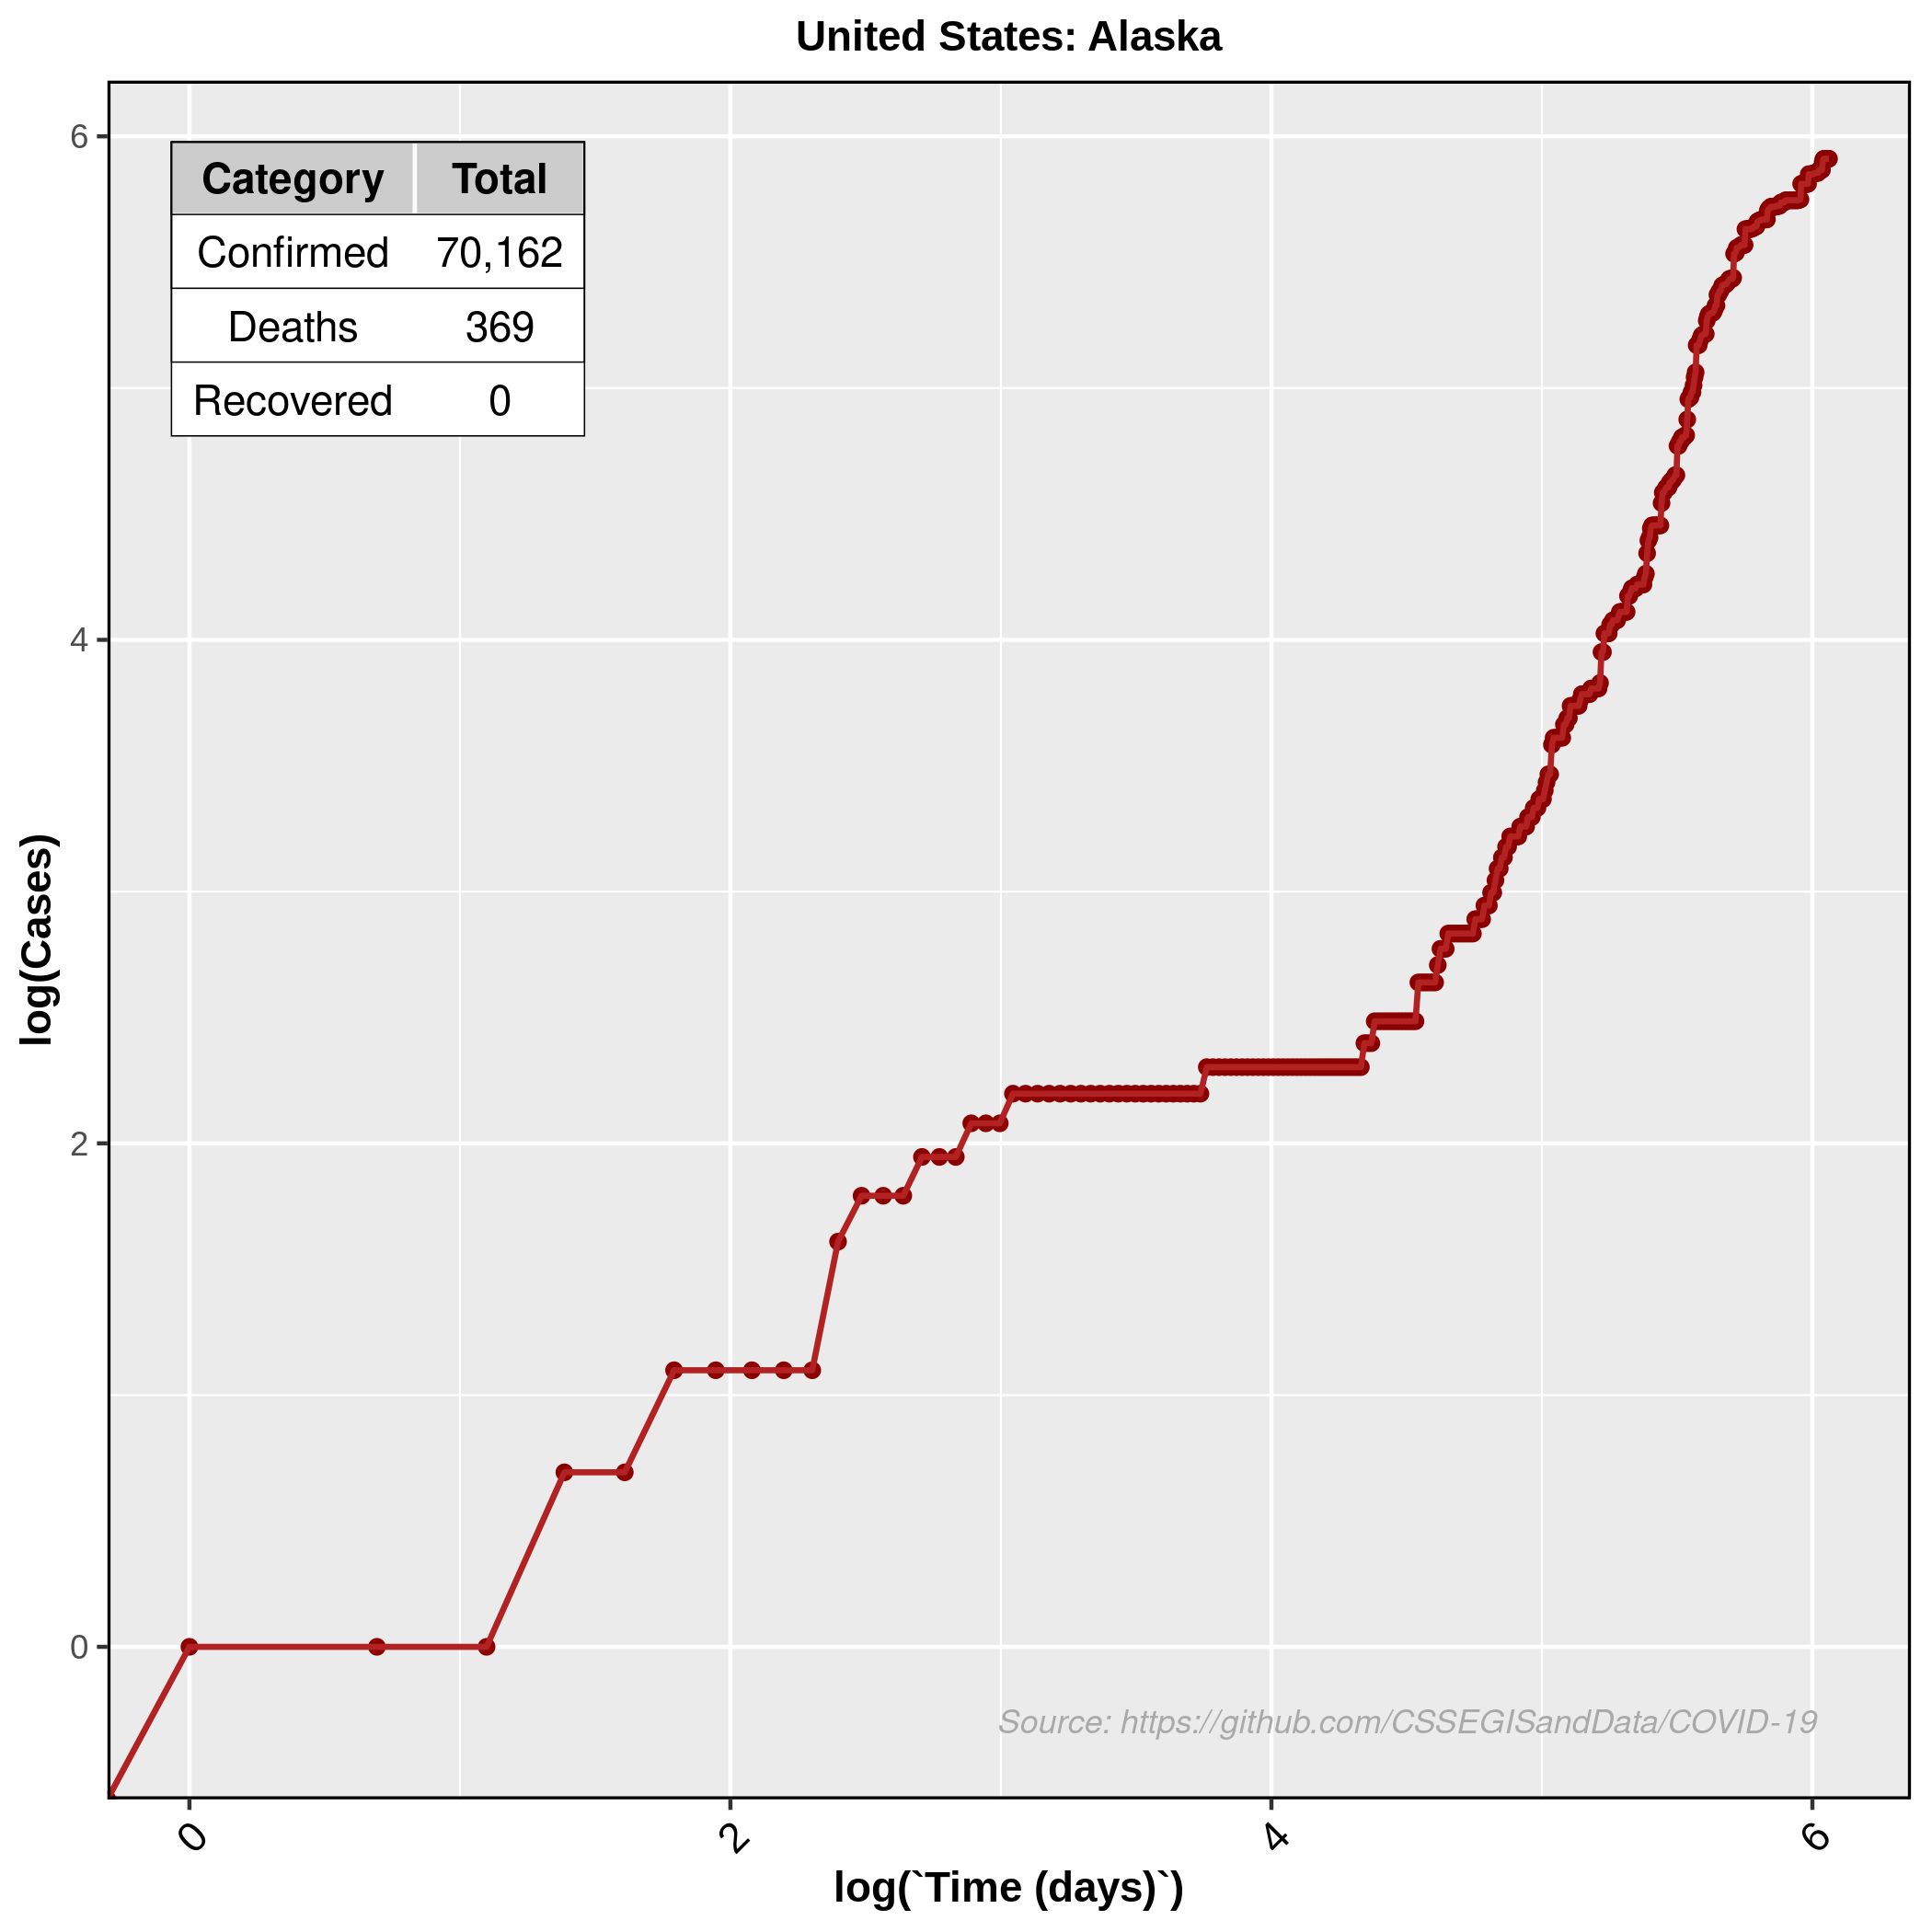 United States: Alaska
6
Category Total
Confirmed 70,162
Deaths 369
Recovered 0
4
log(Cases)
2
0
Source: https://github.com/CSSEGISandData/COVID-19
0 2 4 6
log(`Time (days)`)